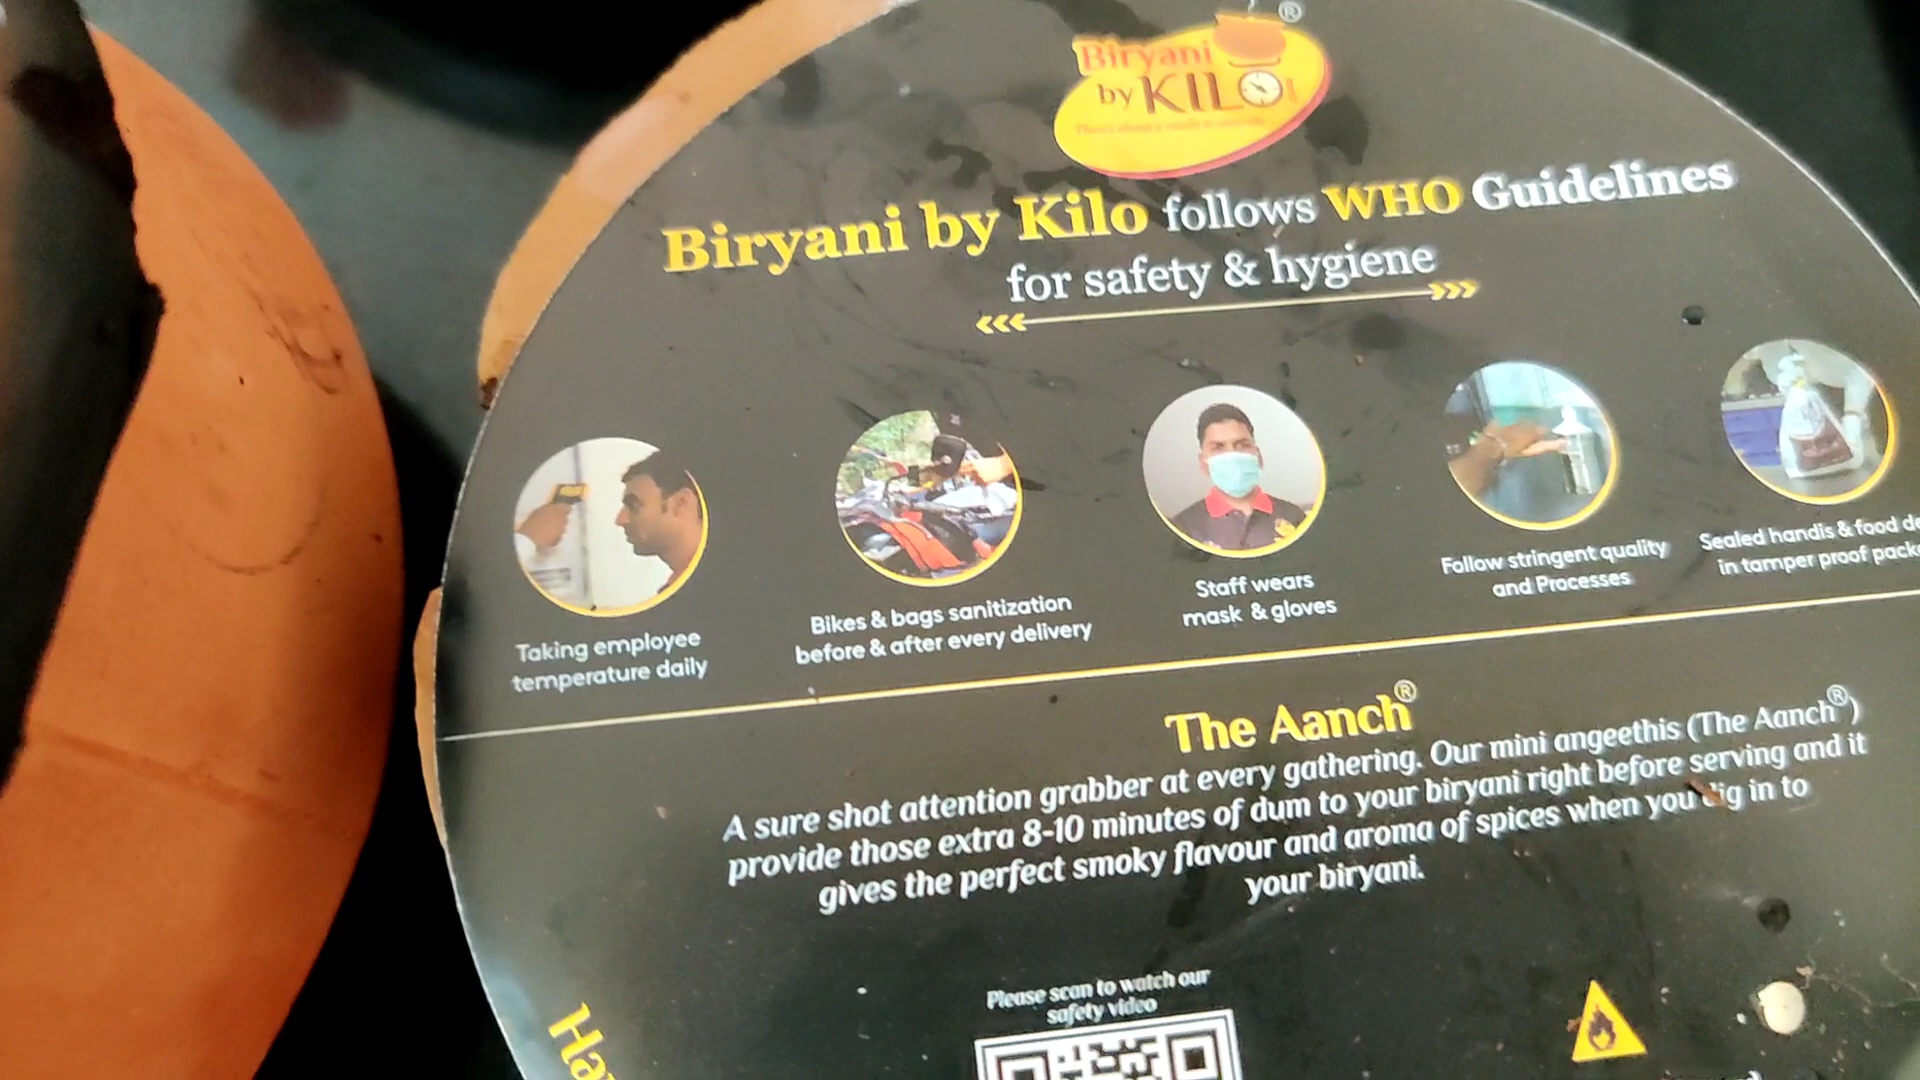 ®
Biryani
by KILO
Biryani by Kilo follows WHO Guidelines
for safety & hygiene
Taking employee
temperature daily
Bikes & bags sanitization
before & after every delivery
Staff wears
mask & gloves
Follow stringent quality
and Processes
Sealed handis & food de
in tamper proof pack
The Aanch®
A sure shot attention grabber at every gathering. Our mini angeethis (The Aanch®)
provide those extra 8-10 minutes of dum to your biryani right before serving and it
gives the perfect smoky flavour and aroma of spices when you dig in to
your biryani.
Please scan to watch our
safety video
Ha